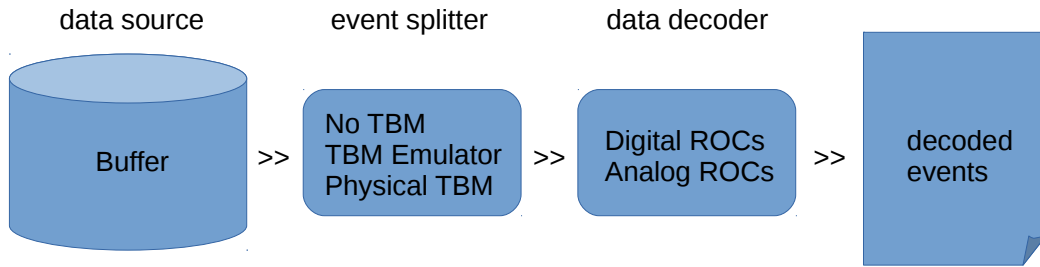 data source
event splitter
data decoder
Buffer
>>
No TBM
TBM Emulator
Physical TBM
>>
Digital ROCs
Analog ROCs
>>
decoded
events